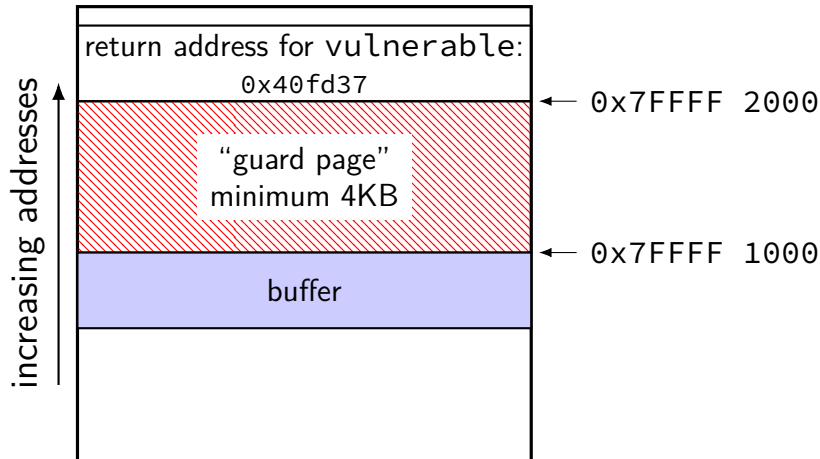 return address for vulnerable:
0x40fd37
0x7FFFF 2000
“guard page”
minimum 4KB
0x7FFFF 1000
buffer
increasing addresses